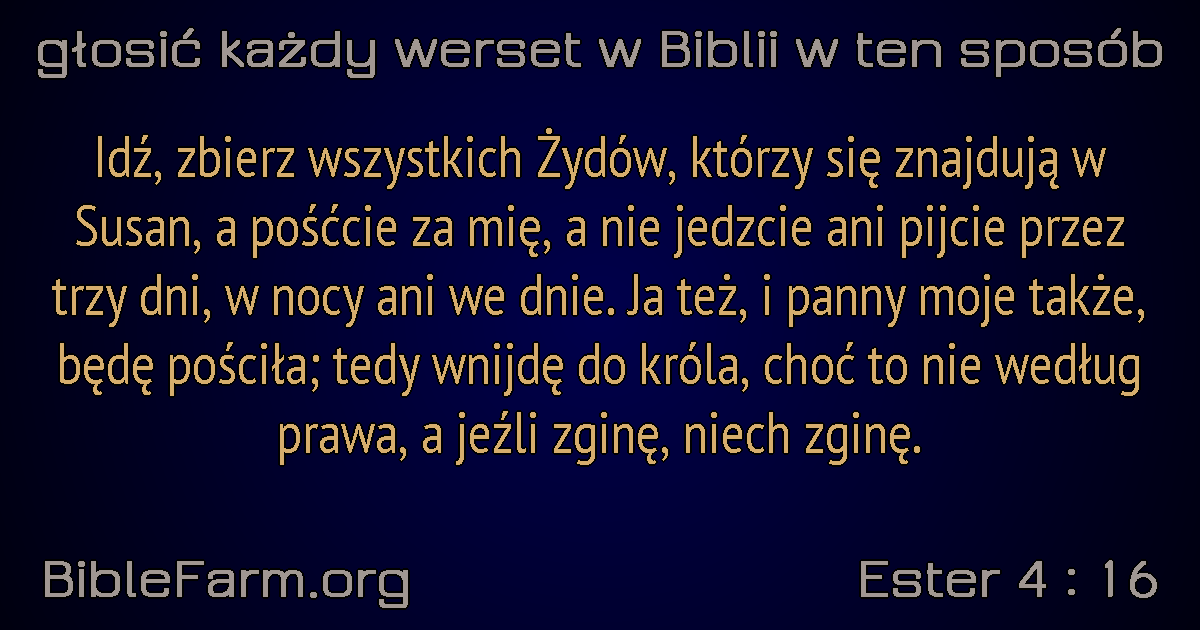 głosić każdy werset w Biblii w ten sposób
Idź, zbierz wszystkich Żydów, którzy się znajdują w
Susan, a pośćcie za mię, a nie jedzcie ani pijcie przez
trzy dni, w nocy ani we dnie. Ja też, i panny moje także,
będę pościła; tedy wnijdę do króla, choć to nie według
prawa, a jeźli zginę, niech zginę.
BibleFarm.org
Ester 4 : 16